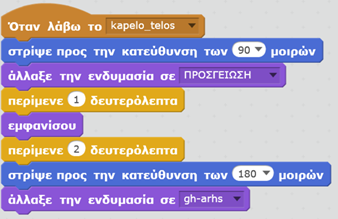 Όταν λάβω το kapelo_telos
στρίψε προς την κατεύθυνση των 90 μοιρών
άλλαξε την ενδυμασία σε ΠΡΟΣΓΕΙΩΣΗ
περίμενε 1 δευτερόλεπτα
εμφανίσου
περίμενε 2 δευτερόλεπτα
στρίψε προς την κατεύθυνση των 180 μοιρών
άλλαξε την ενδυμασία σε gh-arhs